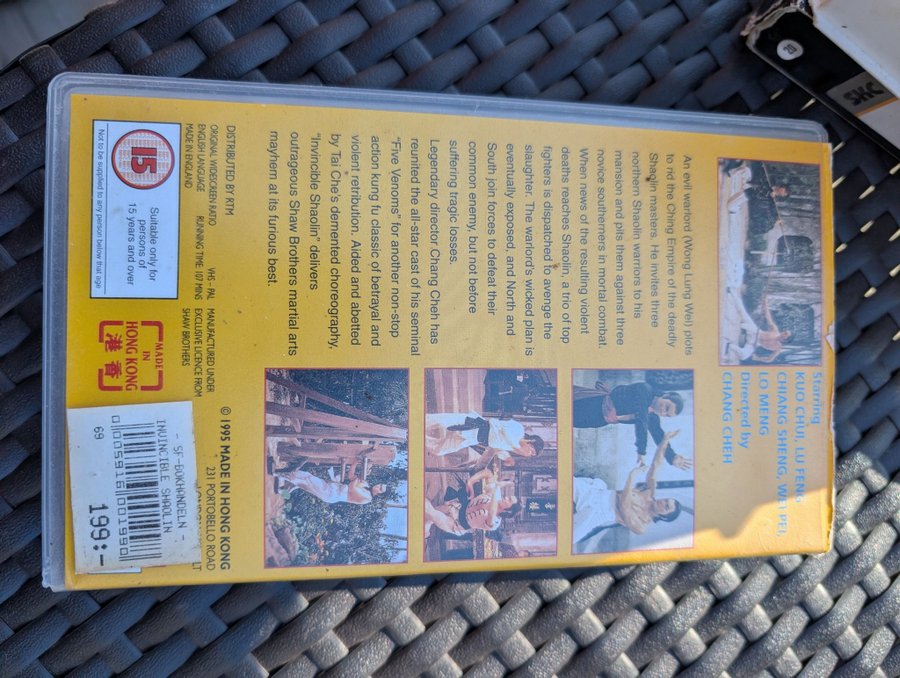 Starring
KUO CHUI, LU FENG,
CHIANG SHENG, WEI PEI,
LO MENG
Directed by
CHANG CHEH
An evil warlord (Wong Lung Wei) plots
to rid the Ching Empire of the deadly
Shaolin masters. He invites three
northern Shaolin warriors to his
mansion and pits them against three
novice southerners in mortal combat.
When news of the resulting violent
deaths reaches Shaolin, a trio of top
fighters is dispatched to avenge the
slaughter. The warlord's wicked plan is
eventually exposed, and North and
South join forces to defeat their
common enemy, but not before
suffering tragic losses.
Legendary director Chang Cheh has
reunited the all-star cast of his seminal
"Five Venoms" for another non-stop
action kung fu classic of betrayal and
violent retribution. Aided and abetted
by Tai Che's demented choreography,
"Invincible Shaolin" delivers
outrageous Shaw Brothers martial arts
mayhem at its furious best.
DISTRIBUTED BY RTM
ORIGINAL WIDESCREEN RATIO
ENGLISH LANGUAGE
MADE IN ENGLAND
VHS - PAL
RUNNING TIME: 107 MINS
MANUFACTURED UNDER
EXCLUSIVE LICENCE FROM
SHAW BROTHERS
© 1995 MADE IN HONG KONG
231 PORTOBELLO ROAD
LT
15
Suitable only for
persons of
15 years and over
Not to be supplied to any person below that age
MADE
IN
HONG KONG
港香
- SF-BOKHANDELN -
INVINCIBLE SHAOLIN
0000591610019901
69
199:-
20
SKC